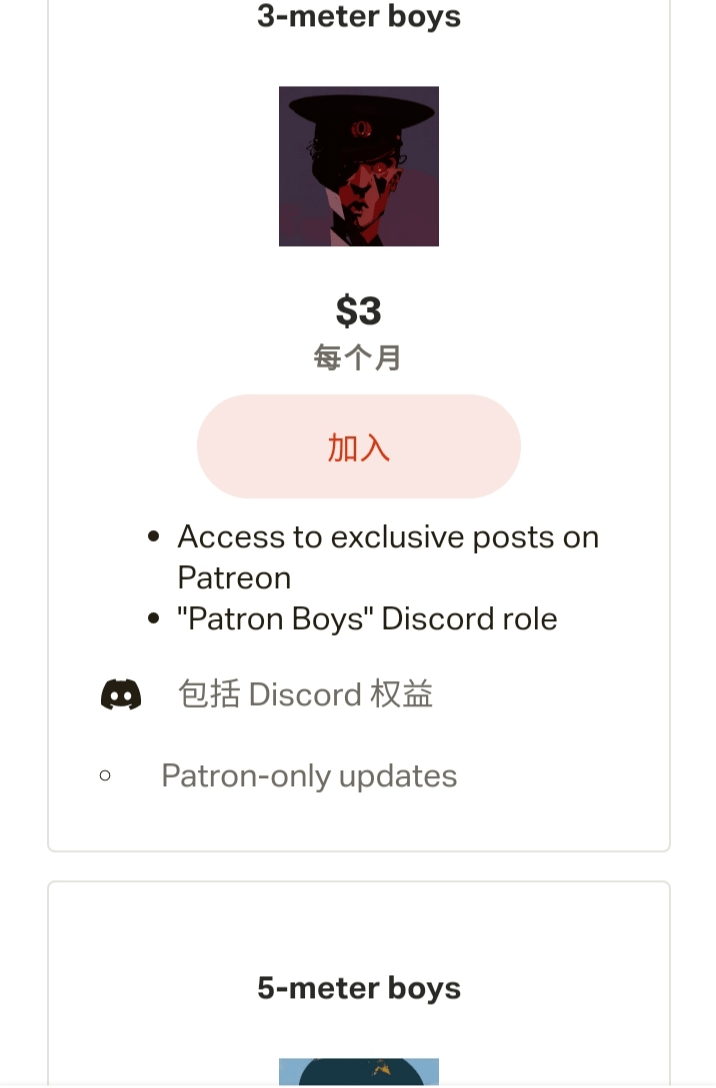 3-meter boys
$3
每个月
加入
Access to exclusive posts on
Patreon
"Patron Boys" Discord role
包括 Discord 权益
Patron-only updates
5-meter boys